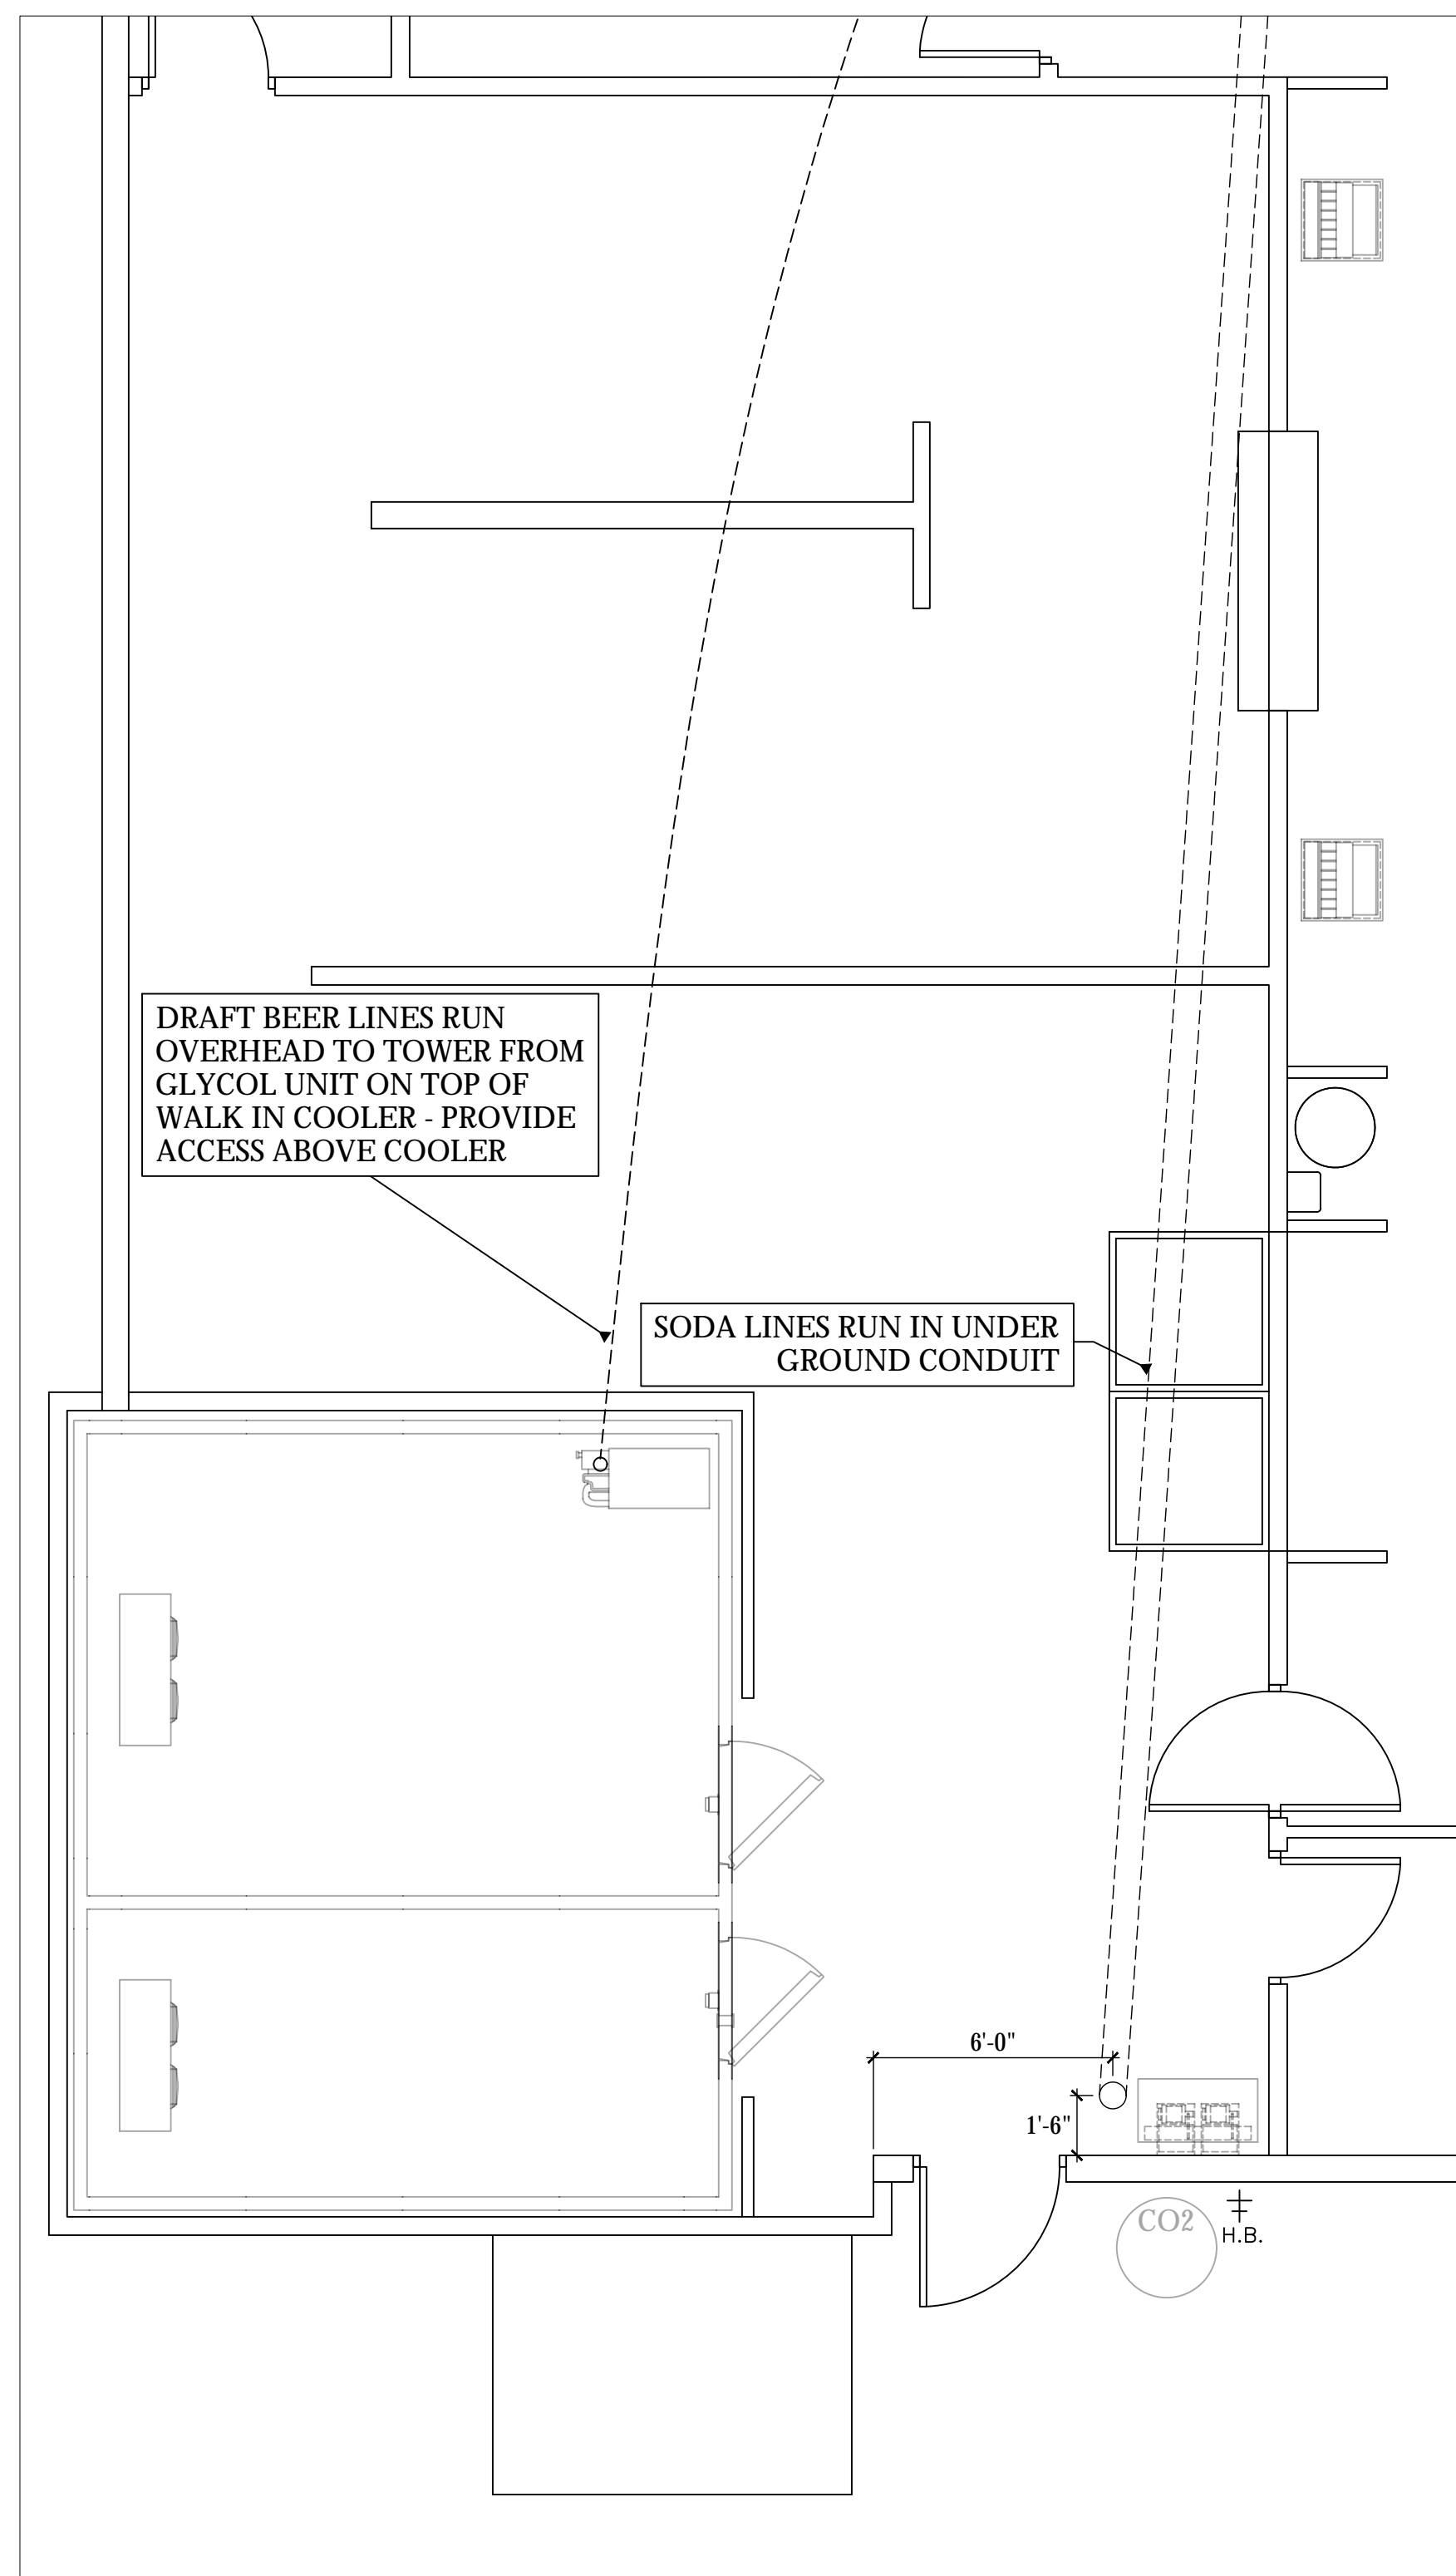 DRAFT BEER LINES RUN
OVERHEAD TO TOWER FROM
GLYCOL UNIT ON TOP OF
WALK IN COOLER - PROVIDE
ACCESS ABOVE COOLER
SODA LINES RUN IN UNDER
GROUND CONDUIT
6'-0"
1'-6"
CO2
H.B.